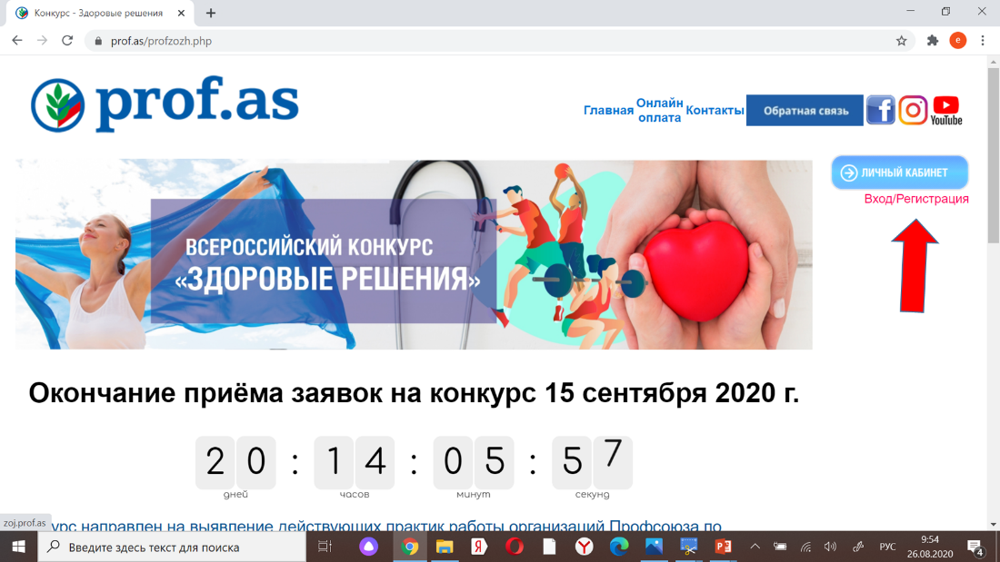 Конкурс - Здоровые решения
prof.as/profzozh.php
e
prof.as
Главная
Онлайн
оплата
Контакты
Обратная связь
YouTube
ЛИЧНЫЙ КАБИНЕТ
Вход/Регистрация
ВСЕРОССИЙСКИЙ КОНКУРС
«ЗДОРОВЫЕ РЕШЕНИЯ»
Окончание приёма заявок на конкурс 15 сентября 2020 г.
20 : 14 : 05 : 57
дней часов минут секунд
урс направлен на выявление действующих практик работы организаций Профсоюза по
zoj.prof.as
Введите здесь текст для поиска
РУС
9:54
26.08.2020
4